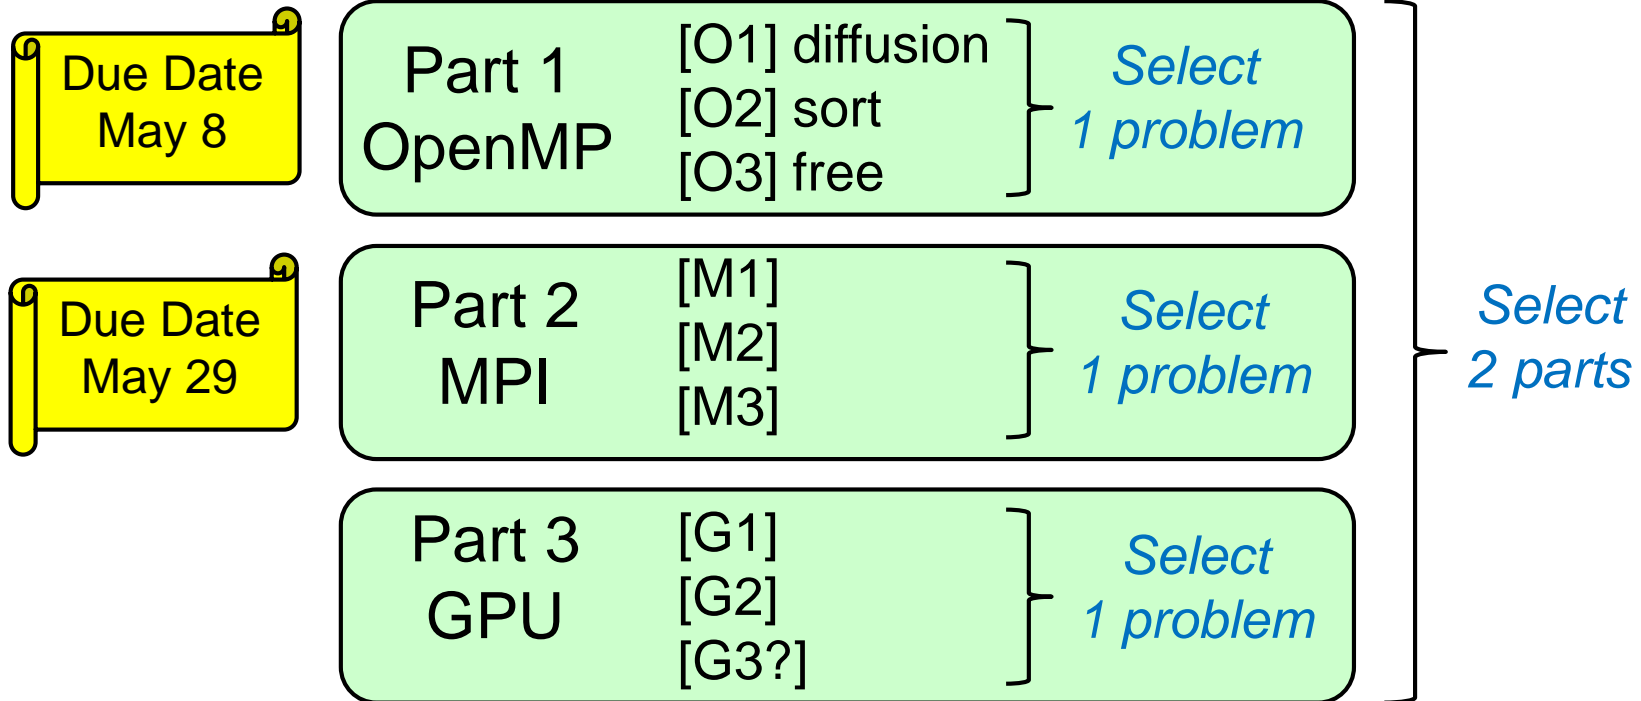 Due Date
May 8
Part 1
OpenMP
[O1] diffusion
[O2] sort
[O3] free
Select
1 problem
Due Date
May 29
Part 2
MPI
[M1]
[M2]
[M3]
Select
1 problem
Part 3
GPU
[G1]
[G2]
[G3?]
Select
1 problem
Select
2 parts